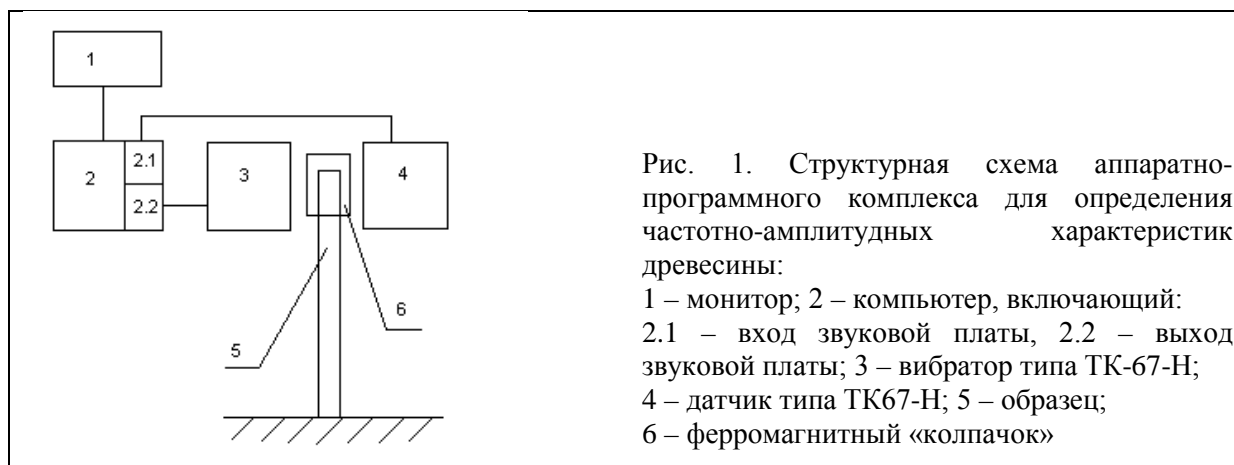 1
2
2.1
2.2
3
4
5
6
Рис. 1. Структурная схема аппаратно-
программного комплекса для определения
частотно-амплитудных характеристик
древесины:
1 – монитор; 2 – компьютер, включающий:
2.1 – вход звуковой платы, 2.2 – выход
звуковой платы; 3 – вибратор типа ТК-67-Н;
4 – датчик типа ТК67-Н; 5 – образец;
6 – ферромагнитный «колпачок»